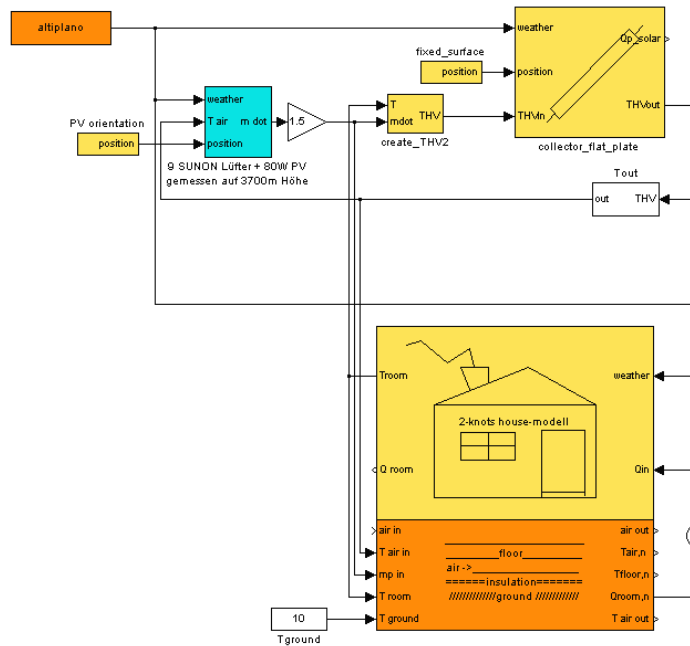 altiplano
weather
Qp_solar
fixed_surface
position
position
THVin
THVout
collector_flat_plate
PV orientation
position
weather
T air
m dot
position
9 SUNON Lüfter + 80W PV
gemessen auf 3700m Höhe
1.5
T
THV
mdot
create_THV2
Tout
out
THV
Troom
weather
2-knots house-modell
Q room
Qin
air in
air out
floor
T air in
Tair,n
air ->
mp in
Tfloor,n
======insulation=======
T room
Qroom,n
//////////////ground /////////////
T ground
T air out
10
Tground